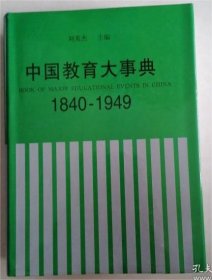 刘英杰 主编
中国教育大事典
BOOK OF MAJOR EDUCATIONAL EVENTS IN CHINA
1840-1949